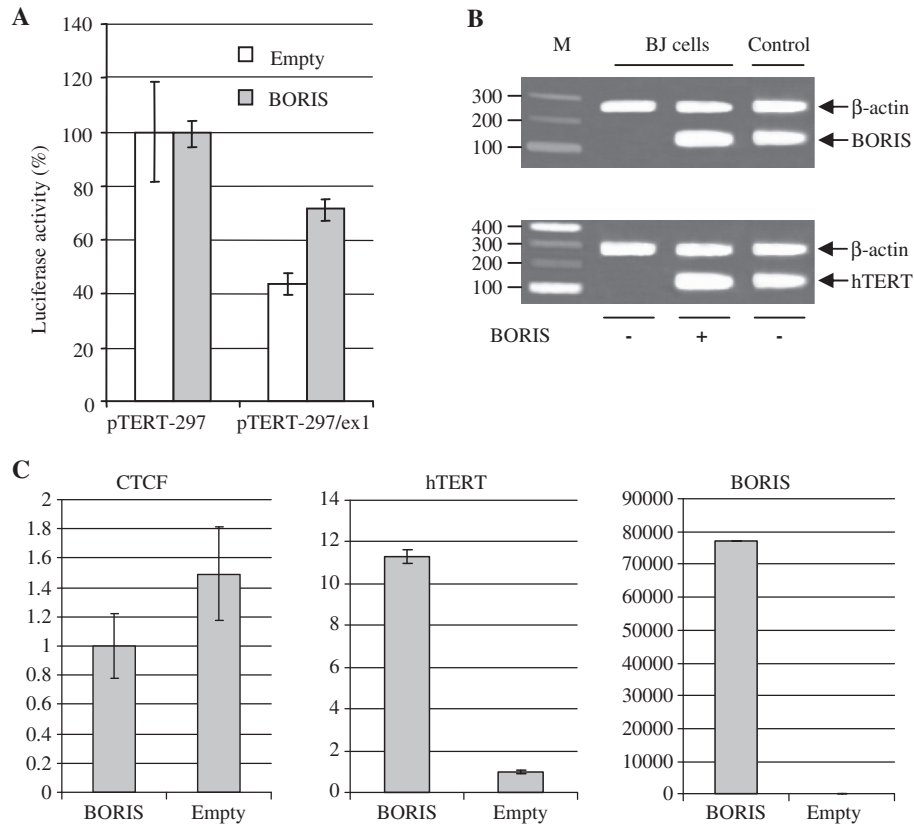 A
140
120
100
80
60
40
20
0
Luciferase activity (%)
Empty
BORIS
pTERT-297
pTERT-297/ex1
B
M
BJ cells
Control
300
200
100
β-actin
BORIS
400
300
200
100
β-actin
hTERT
BORIS
-
+
-
C
CTCF
2
1.8
1.6
1.4
1.2
1
0.8
0.6
0.4
0.2
0
BORIS
Empty
hTERT
14
12
10
8
6
4
2
0
BORIS
Empty
BORIS
90000
80000
70000
60000
50000
40000
30000
20000
10000
0
BORIS
Empty